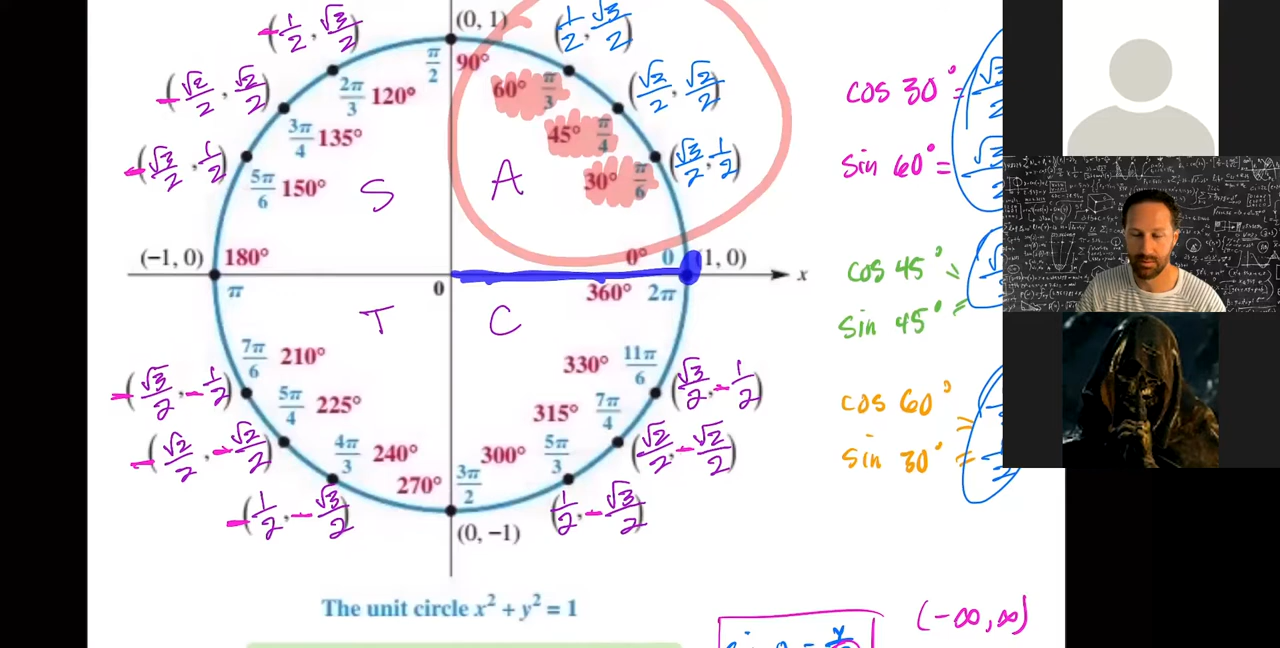 (0, 1)
(-1/2, √3/2)
(1/2, √3/2)
π/2 90°
(-√2/2, √2/2)
2π/3 120°
60° π/3
(√2/2, √2/2)
cos 30° = √3/2
3π/4 135°
45° π/4
(-√3/2, 1/2)
5π/6 150°
30° π/6
(√3/2, 1/2)
sin 60° = √3/2
S A
(-1, 0) 180°
0° 0 (1, 0)
π 0 360° 2π x
cos 45°
sin 45° =
T C
7π/6 210°
330° 11π/6
(-√3/2, -1/2)
5π/4 225°
315° 7π/4
(√3/2, -1/2)
cos 60°
(-√2/2, -√2/2)
4π/3 240°
300° 5π/3
(√2/2, -√2/2)
sin 30° =
270° 3π/2
(-1/2, -√3/2)
(1/2, -√3/2)
(0, −1)
The unit circle x² + y² = 1
(-∞, ∞)